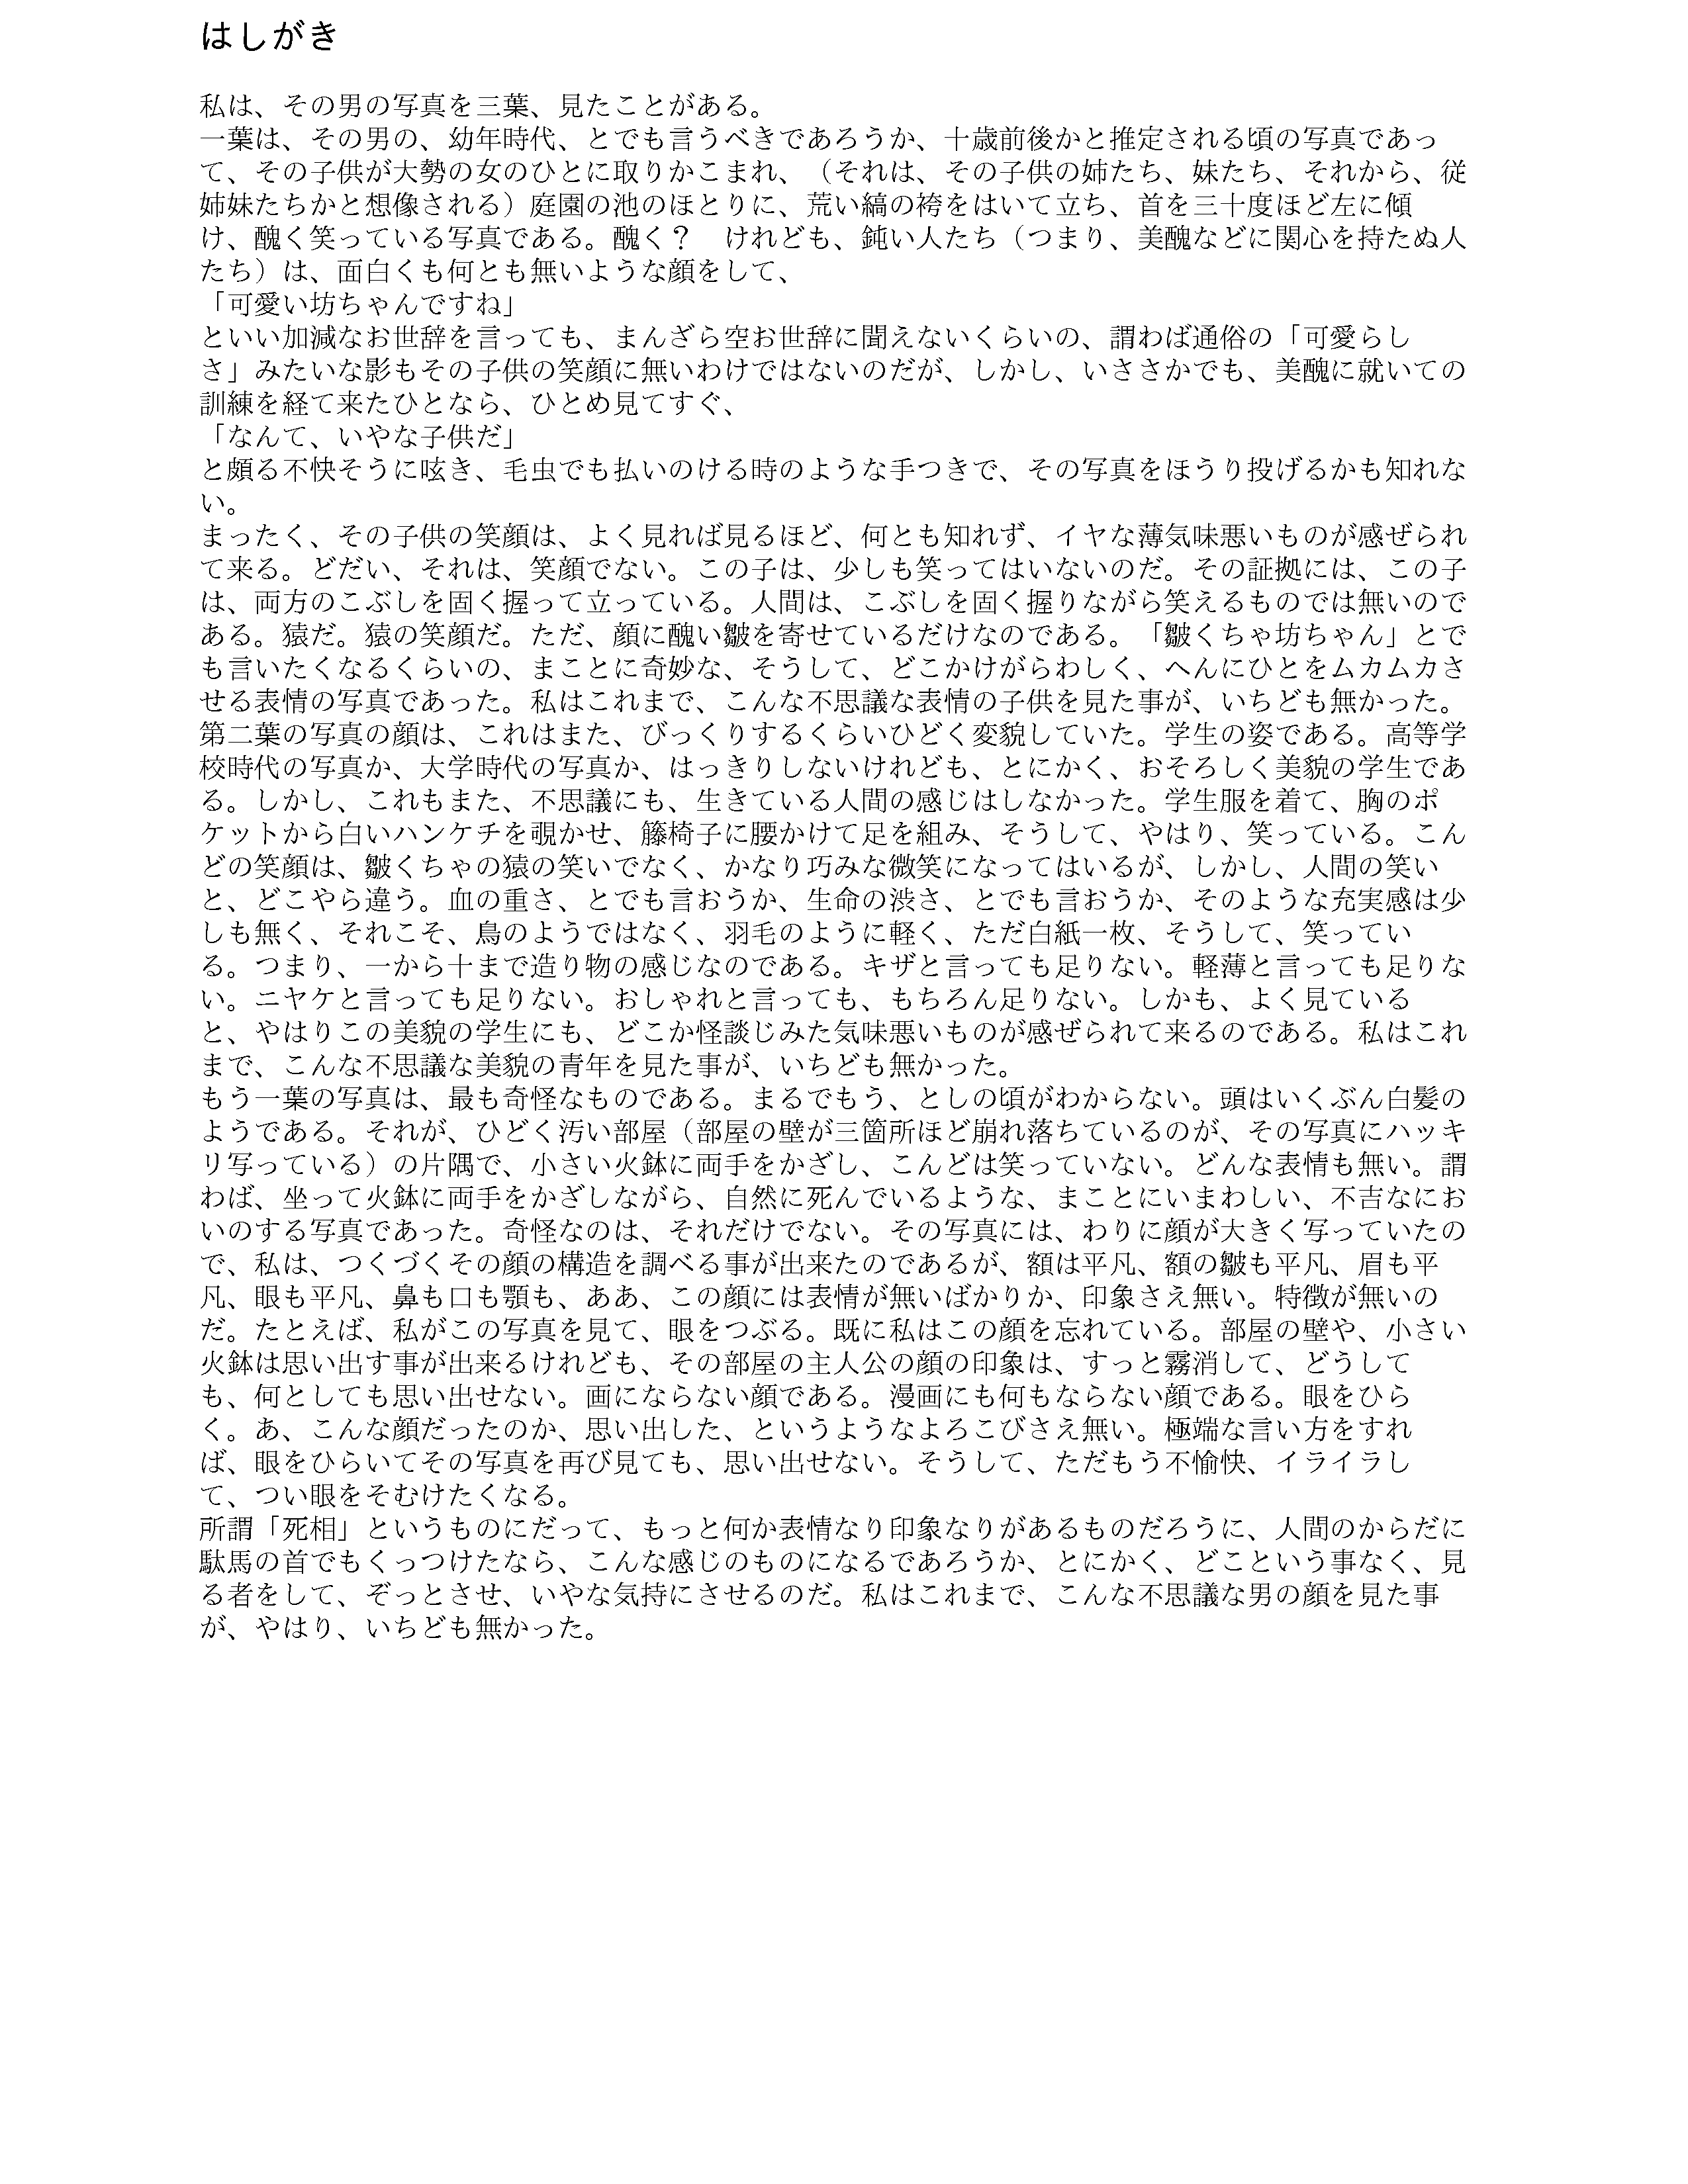 はしがき
私は、その男の写真を三葉、見たことがある。
一葉は、その男の、幼年時代、とでも言うべきであろうか、十歳前後かと推定される頃の写真であっ
て、その子供が大勢の女のひとに取りかこまれ、（それは、その子供の姉たち、妹たち、それから、従
姉妹たちかと想像される）庭園の池のほとりに、荒い縞の袴をはいて立ち、首を三十度ほど左に傾
け、醜く笑っている写真である。醜く？　けれども、鈍い人たち（つまり、美醜などに関心を持たぬ人
たち）は、面白くも何とも無いような顔をして、
「可愛い坊ちゃんですね」
といい加減なお世辞を言っても、まんざら空お世辞に聞えないくらいの、謂わば通俗の「可愛らし
さ」みたいな影もその子供の笑顔に無いわけではないのだが、しかし、いささかでも、美醜に就いての
訓練を経て来たひとなら、ひとめ見てすぐ、
「なんて、いやな子供だ」
と頗る不快そうに呟き、毛虫でも払いのける時のような手つきで、その写真をほうり投げるかも知れな
い。
まったく、その子供の笑顔は、よく見れば見るほど、何とも知れず、イヤな薄気味悪いものが感ぜられ
て来る。どだい、それは、笑顔でない。この子は、少しも笑ってはいないのだ。その証拠には、この子
は、両方のこぶしを固く握って立っている。人間は、こぶしを固く握りながら笑えるものでは無いので
ある。猿だ。猿の笑顔だ。ただ、顔に醜い皺を寄せているだけなのである。「皺くちゃ坊ちゃん」とで
も言いたくなるくらいの、まことに奇妙な、そうして、どこかけがらわしく、へんにひとをムカムカさ
せる表情の写真であった。私はこれまで、こんな不思議な表情の子供を見た事が、いちども無かった。
第二葉の写真の顔は、これはまた、びっくりするくらいひどく変貌していた。学生の姿である。高等学
校時代の写真か、大学時代の写真か、はっきりしないけれども、とにかく、おそろしく美貌の学生であ
る。しかし、これもまた、不思議にも、生きている人間の感じはしなかった。学生服を着て、胸のポ
ケットから白いハンケチを覗かせ、籐椅子に腰かけて足を組み、そうして、やはり、笑っている。こん
どの笑顔は、皺くちゃの猿の笑いでなく、かなり巧みな微笑になってはいるが、しかし、人間の笑い
と、どこやら違う。血の重さ、とでも言おうか、生命の渋さ、とでも言おうか、そのような充実感は少
しも無く、それこそ、鳥のようではなく、羽毛のように軽く、ただ白紙一枚、そうして、笑ってい
る。つまり、一から十まで造り物の感じなのである。キザと言っても足りない。軽薄と言っても足りな
い。ニヤケと言っても足りない。おしゃれと言っても、もちろん足りない。しかも、よく見ている
と、やはりこの美貌の学生にも、どこか怪談じみた気味悪いものが感ぜられて来るのである。私はこれ
まで、こんな不思議な美貌の青年を見た事が、いちども無かった。
もう一葉の写真は、最も奇怪なものである。まるでもう、としの頃がわからない。頭はいくぶん白髪の
ようである。それが、ひどく汚い部屋（部屋の壁が三箇所ほど崩れ落ちているのが、その写真にハッキ
リ写っている）の片隅で、小さい火鉢に両手をかざし、こんどは笑っていない。どんな表情も無い。謂
わば、坐って火鉢に両手をかざしながら、自然に死んでいるような、まことにいまわしい、不吉なにお
いのする写真であった。奇怪なのは、それだけでない。その写真には、わりに顔が大きく写っていたの
で、私は、つくづくその顔の構造を調べる事が出来たのであるが、額は平凡、額の皺も平凡、眉も平
凡、眼も平凡、鼻も口も顎も、ああ、この顔には表情が無いばかりか、印象さえ無い。特徴が無いの
だ。たとえば、私がこの写真を見て、眼をつぶる。既に私はこの顔を忘れている。部屋の壁や、小さい
火鉢は思い出す事が出来るけれども、その部屋の主人公の顔の印象は、すっと霧消して、どうして
も、何としても思い出せない。画にならない顔である。漫画にも何もならない顔である。眼をひら
く。あ、こんな顔だったのか、思い出した、というようなよろこびさえ無い。極端な言い方をすれ
ば、眼をひらいてその写真を再び見ても、思い出せない。そうして、ただもう不愉快、イライラし
て、つい眼をそむけたくなる。
所謂「死相」というものにだって、もっと何か表情なり印象なりがあるものだろうに、人間のからだに
駄馬の首でもくっつけたなら、こんな感じのものになるであろうか、とにかく、どこという事なく、見
る者をして、ぞっとさせ、いやな気持にさせるのだ。私はこれまで、こんな不思議な男の顔を見た事
が、やはり、いちども無かった。